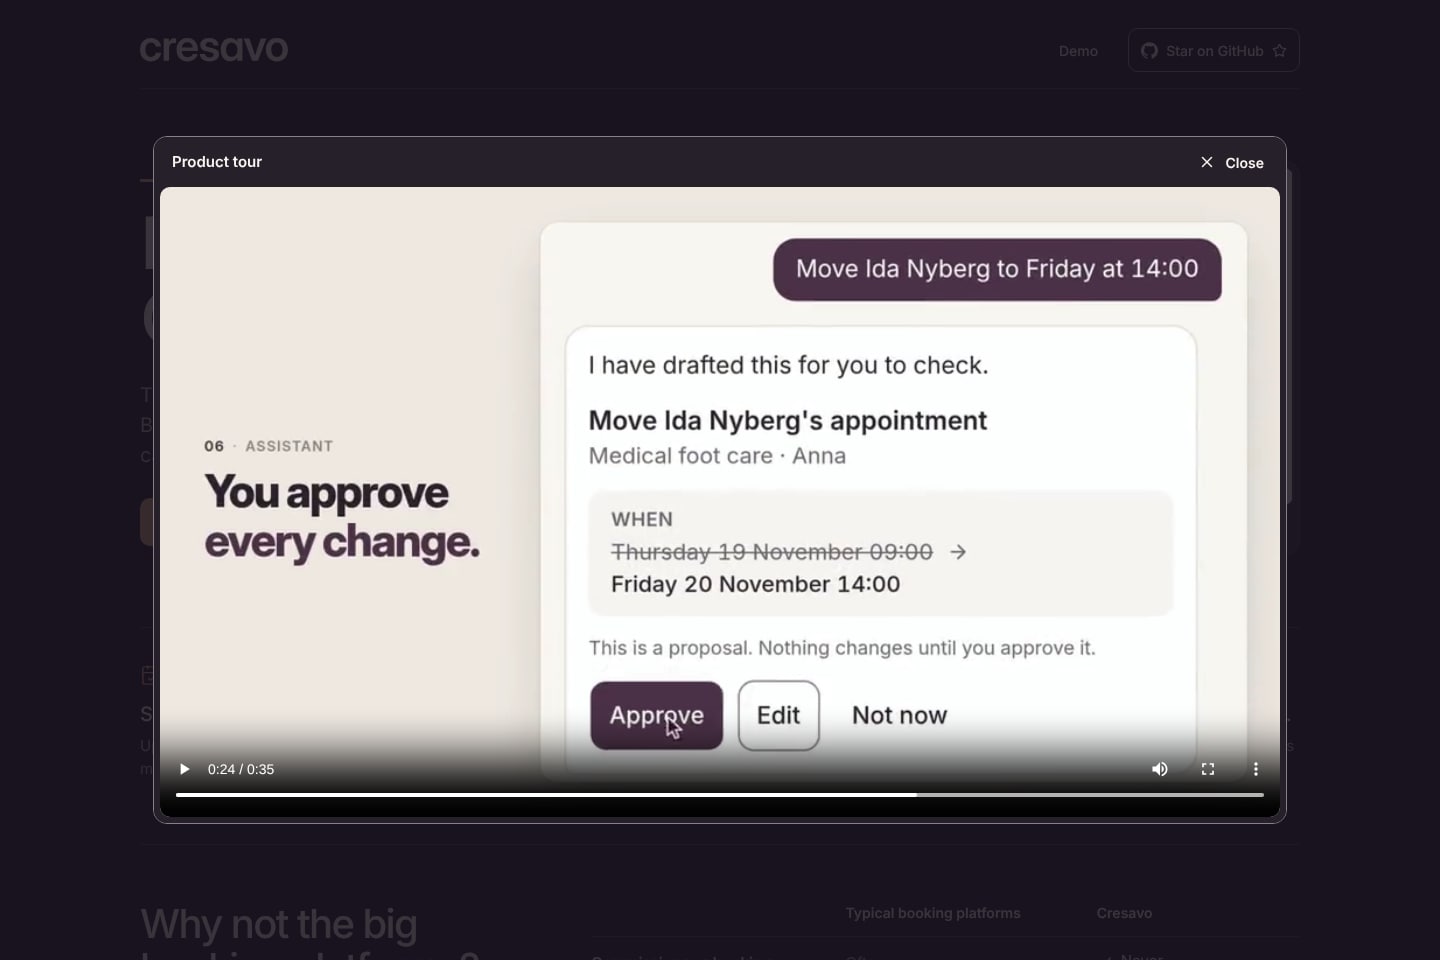 cresavo
Demo
Star on GitHub
Product tour
Close
Move Ida Nyberg to Friday at 14:00
I have drafted this for you to check.
Move Ida Nyberg's appointment
Medical foot care · Anna
06 · ASSISTANT
You approve
every change.
WHEN
Thursday 19 November 09:00 →
Friday 20 November 14:00
This is a proposal. Nothing changes until you approve it.
Approve
Edit
Not now
0:24 / 0:35
Why not the big
Typical booking platforms
Cresavo